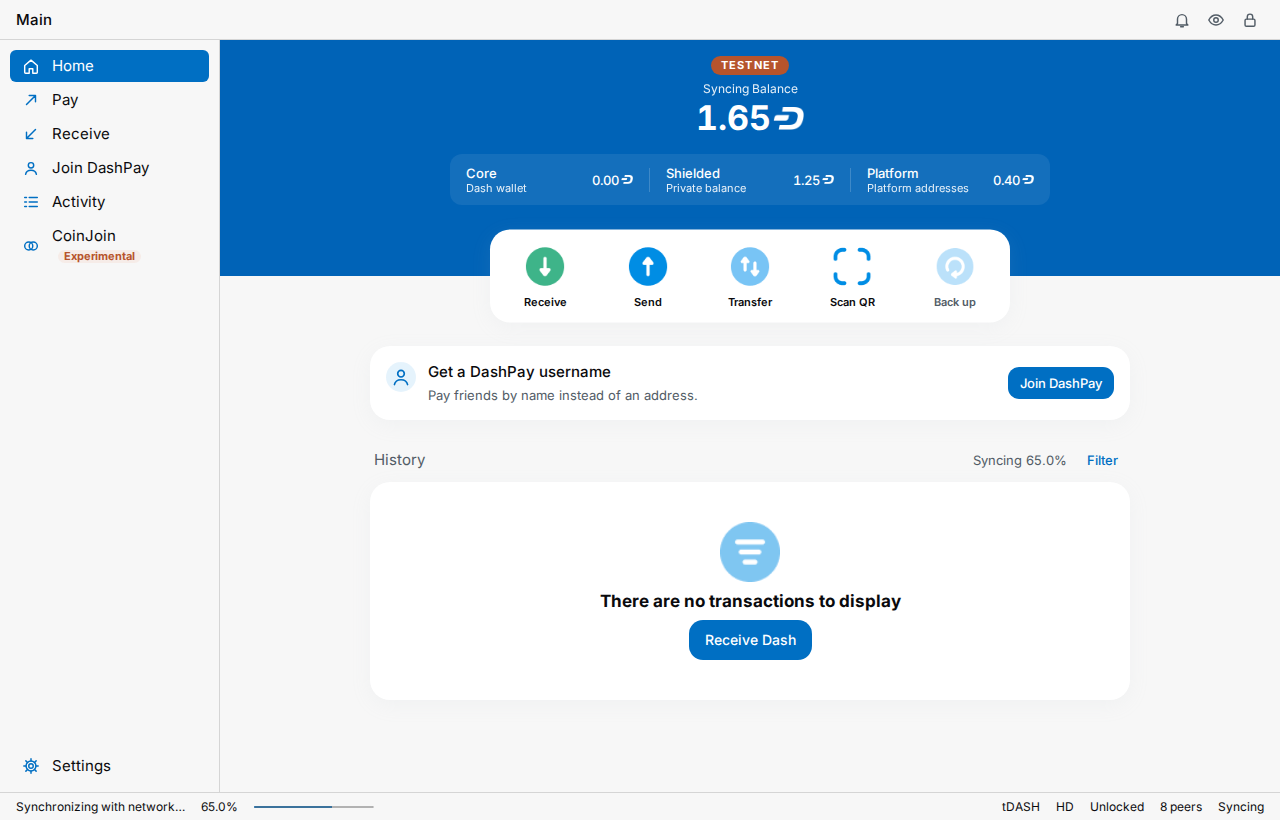 Main
Home
Pay
Receive
Join DashPay
Activity
CoinJoin
Experimental
Settings
TESTNET
Syncing Balance
1.65
Core
Dash wallet
0.00
Shielded
Private balance
1.25
Platform
Platform addresses
0.40
Receive
Send
Transfer
Scan QR
Back up
Get a DashPay username
Pay friends by name instead of an address.
Join DashPay
History
Syncing 65.0%
Filter
There are no transactions to display
Receive Dash
Synchronizing with network...
65.0%
tDASH
HD
Unlocked
8 peers
Syncing